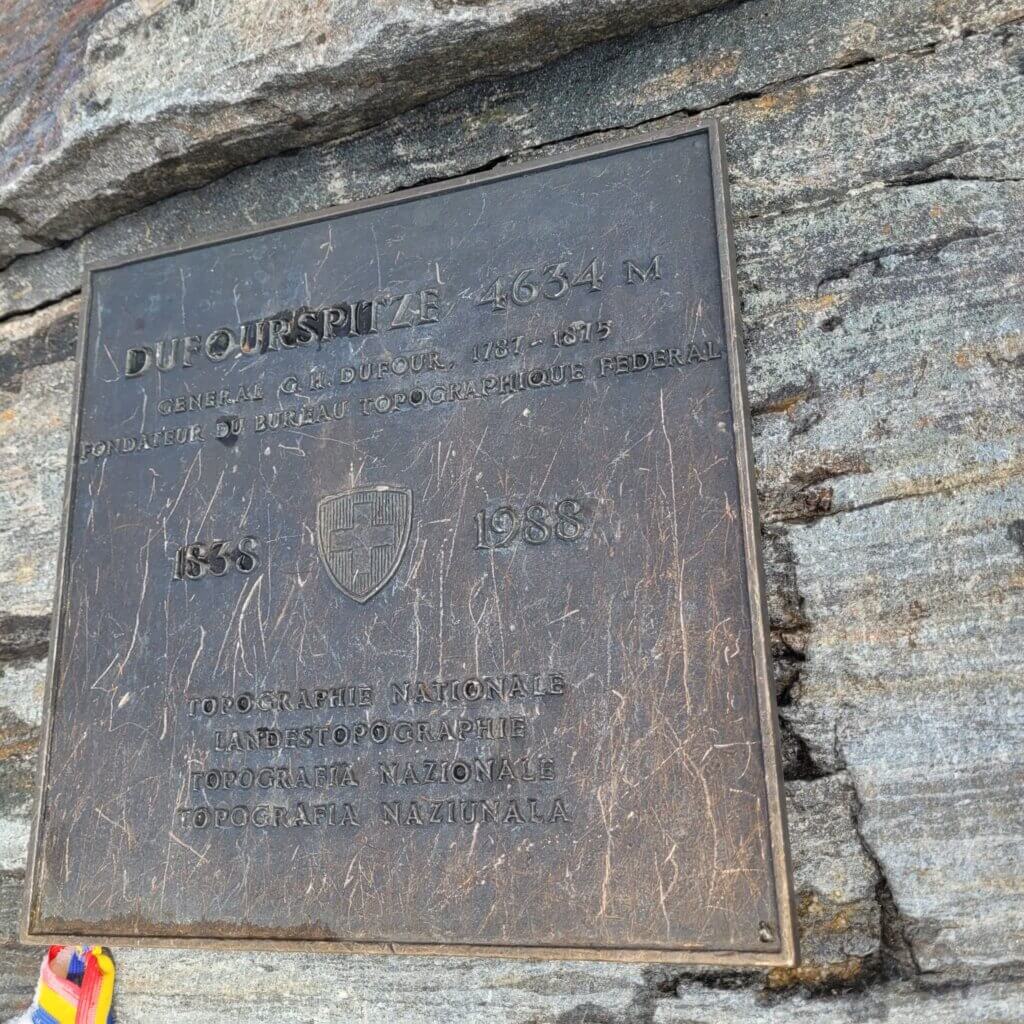 DUFOURSPITZE 4634 M
GENERAL G. H. DUFOUR, 1787-1875
FONDATEUR DU BUREAU TOPOGRAPHIQUE FEDERAL
1838 1988
TOPOGRAPHIE NATIONALE
LANDESTOPOGRAPHIE
TOPOGRAFIA NAZIONALE
TOPOGRAFIA NAZIUNALA